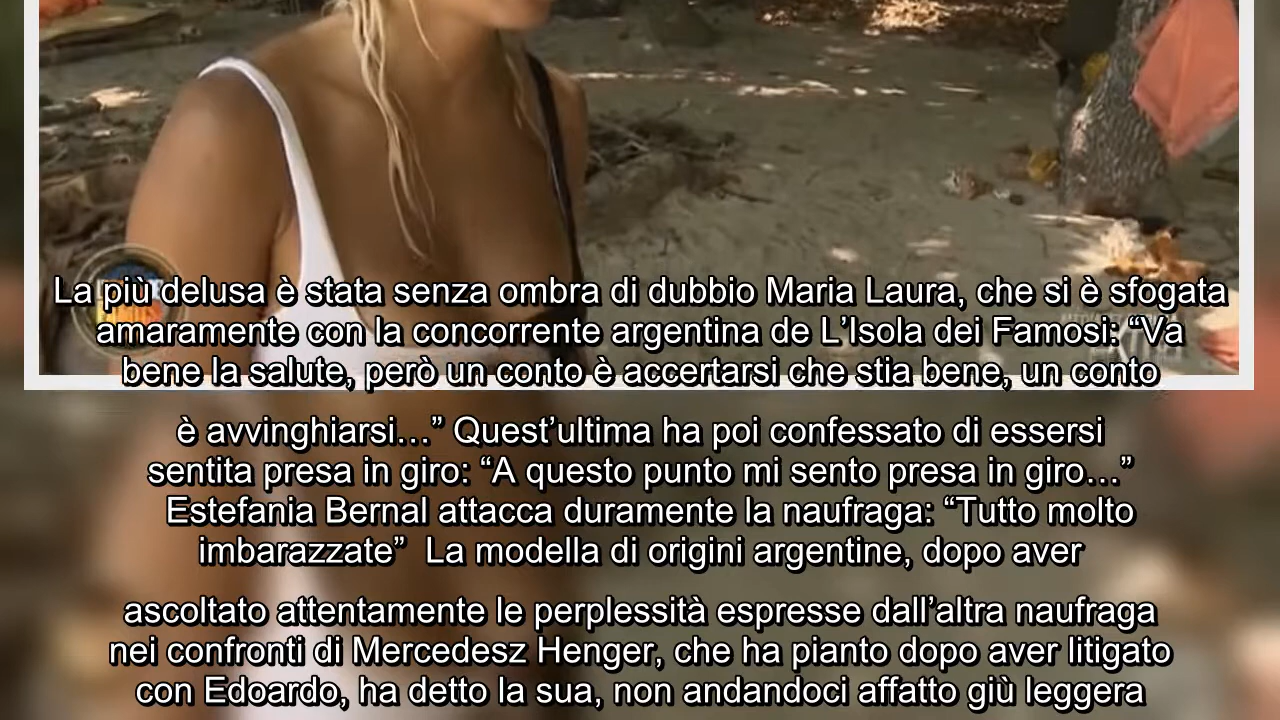 La più delusa è stata senza ombra di dubbio Maria Laura, che si è sfogata
amaramente con la concorrente argentina de L’Isola dei Famosi: “Va
bene la salute, però un conto è accertarsi che stia bene, un conto
è avvinghiarsi…” Quest’ultima ha poi confessato di essersi
sentita presa in giro: “A questo punto mi sento presa in giro…”
Estefania Bernal attacca duramente la naufraga: “Tutto molto
imbarazzate”  La modella di origini argentine, dopo aver
ascoltato attentamente le perplessità espresse dall’altra naufraga
nei confronti di Mercedesz Henger, che ha pianto dopo aver litigato
con Edoardo, ha detto la sua, non andandoci affatto giù leggera